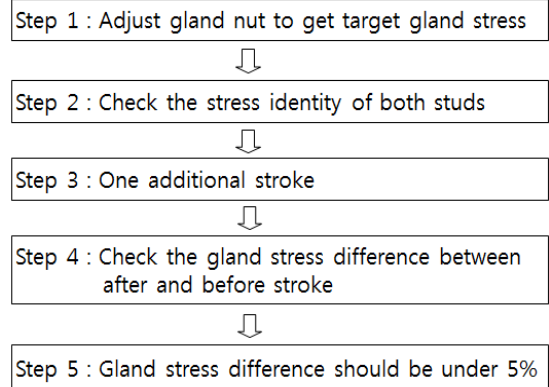 Step 1 : Adjust gland nut to get target gland stress
Step 2 : Check the stress identity of both studs
Step 3 : One additional stroke
Step 4 : Check the gland stress difference between
after and before stroke
Step 5 : Gland stress difference should be under 5%